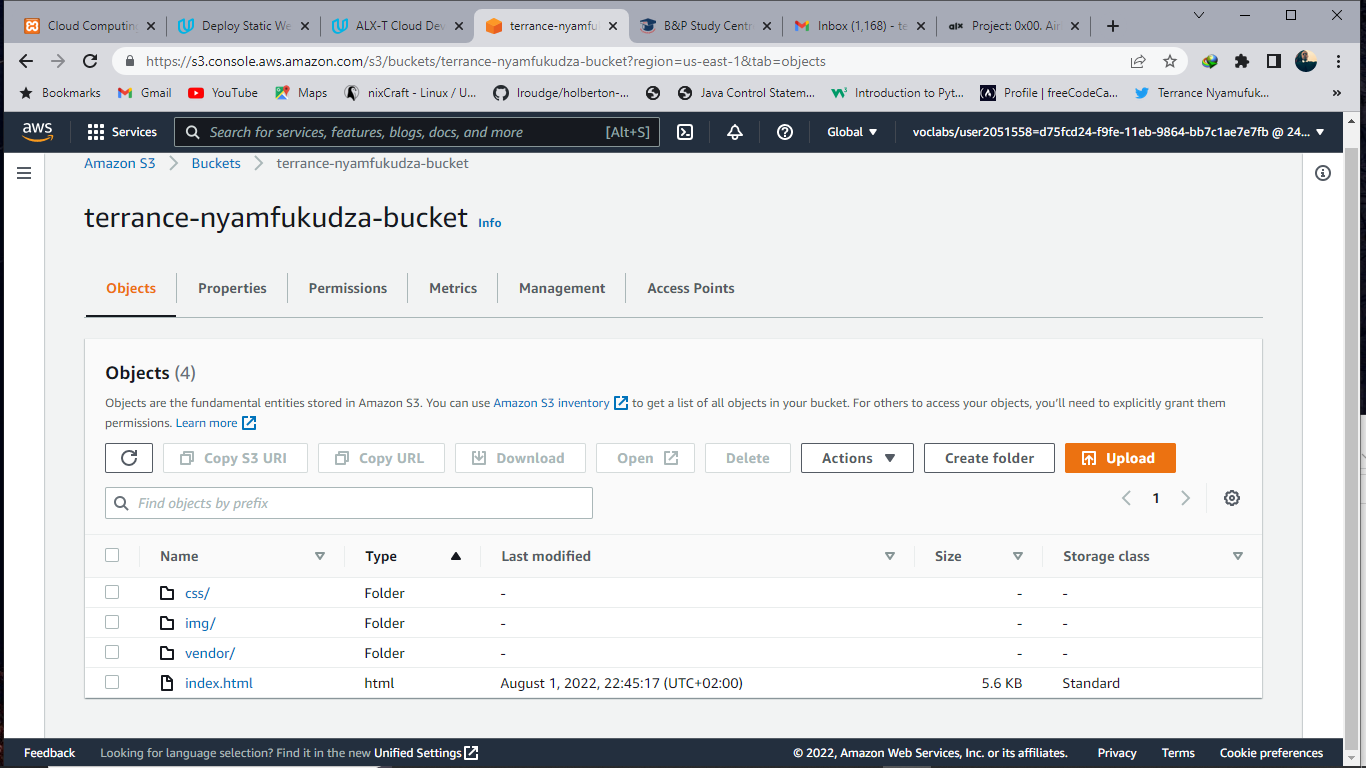 Cloud Computing
Deploy Static We
ALX-T Cloud Dev
terrance-nyamfu
B&P Study Centr
Inbox (1,168) - te
alx Project: 0x00. Air
https://s3.console.aws.amazon.com/s3/buckets/terrance-nyamfukudza-bucket?region=us-east-1&tab=objects
Bookmarks
Gmail
YouTube
Maps
nixCraft - Linux / U...
lroudge/holberton-...
Java Control Statem...
Introduction to Pyt...
Profile | freeCodeCa...
Terrance Nyamufuk...
»
aws
Services
Search for services, features, blogs, docs, and more [Alt+S]
Global
voclabs/user2051558=d75fcd24-f9fe-11eb-9864-bb7c1ae7e7fb @ 24...
Amazon S3
Buckets
terrance-nyamfukudza-bucket
terrance-nyamfukudza-bucket Info
Objects
Properties
Permissions
Metrics
Management
Access Points
Objects (4)
Objects are the fundamental entities stored in Amazon S3. You can use Amazon S3 inventory to get a list of all objects in your bucket. For others to access your objects, you'll need to explicitly grant them
permissions. Learn more
Copy S3 URI
Copy URL
Download
Open
Delete
Actions
Create folder
Upload
Find objects by prefix
1
Name Type Last modified Size Storage class
css/ Folder - - -
img/ Folder - - -
vendor/ Folder - - -
index.html html August 1, 2022, 22:45:17 (UTC+02:00) 5.6 KB Standard
Feedback
Looking for language selection? Find it in the new Unified Settings
© 2022, Amazon Web Services, Inc. or its affiliates.
Privacy
Terms
Cookie preferences